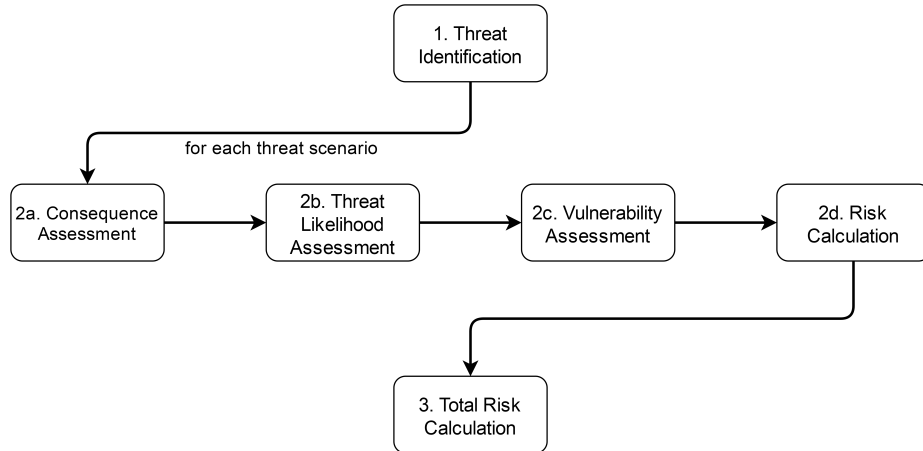 1. Threat
Identification
for each threat scenario
2a. Consequence
Assessment
2b. Threat
Likelihood
Assessment
2c. Vulnerability
Assessment
2d. Risk
Calculation
3. Total Risk
Calculation